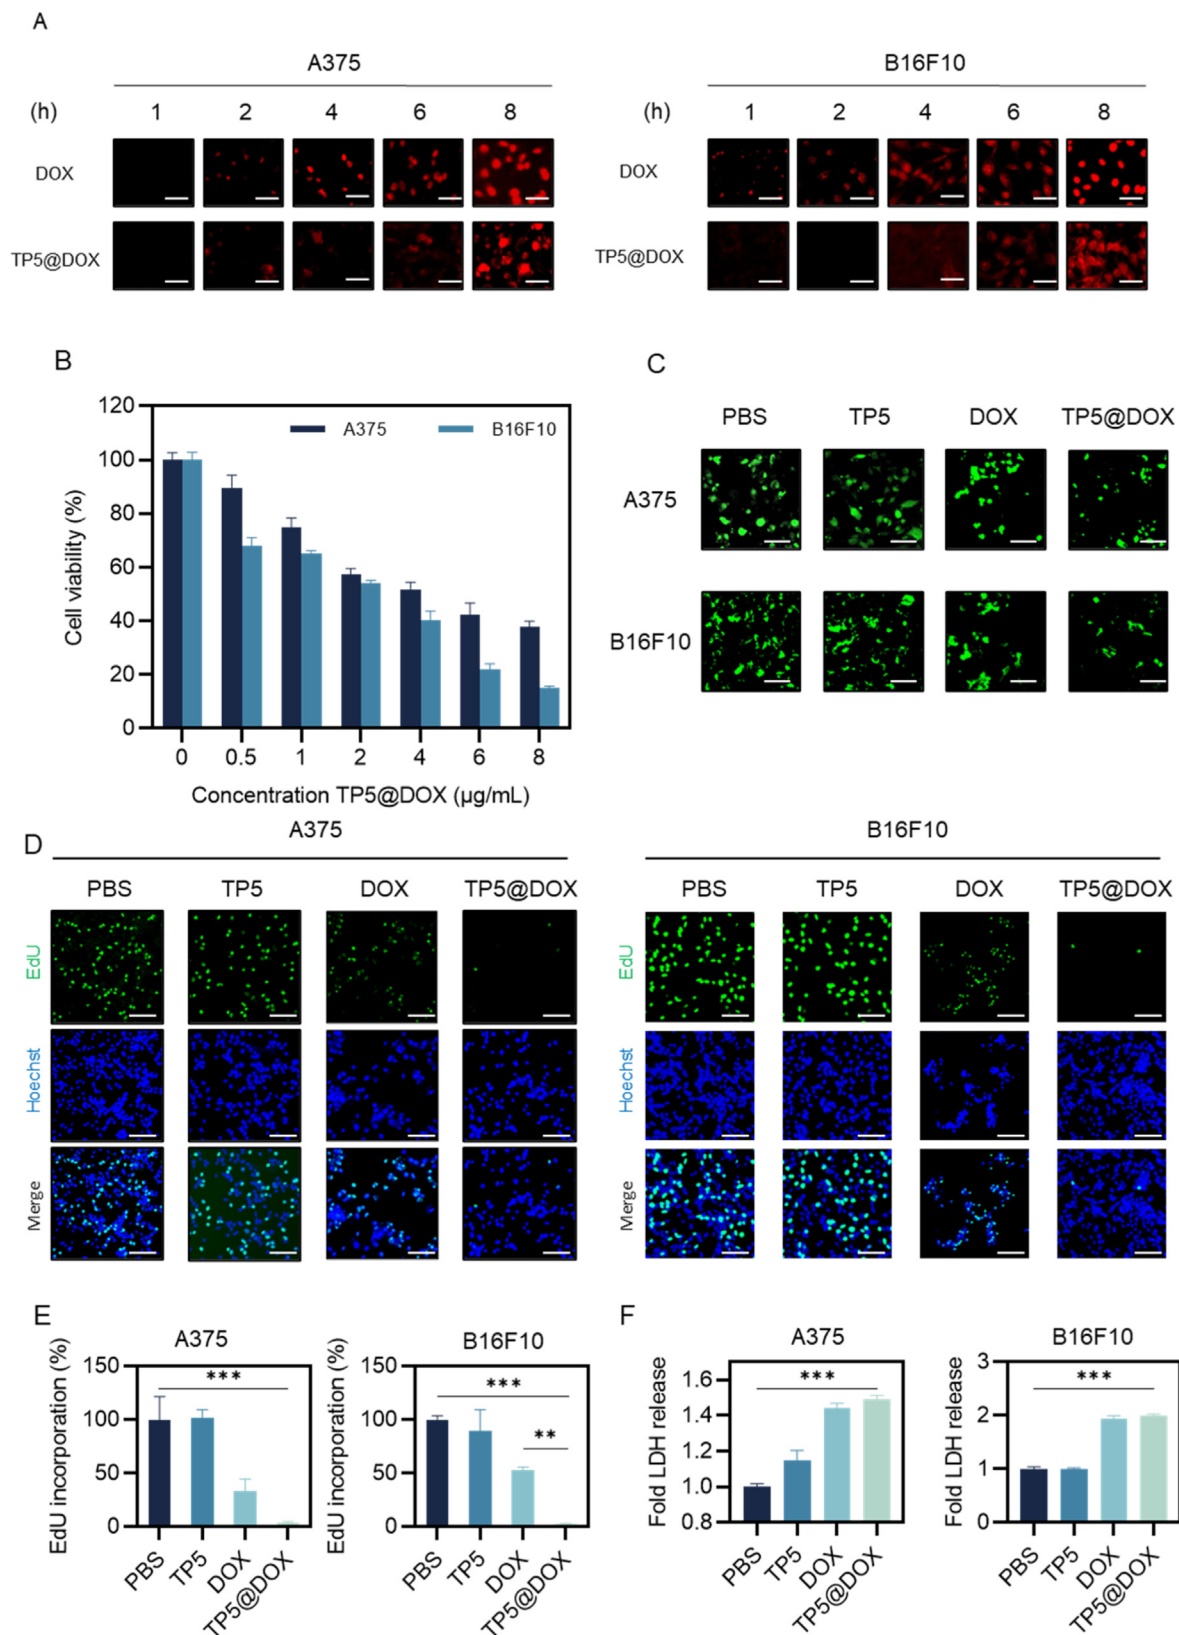 A
A375
B16F10
(h) 1 2 4 6 8
(h) 1 2 4 6 8
DOX
DOX
TP5@DOX
TP5@DOX
B
120
100
80
60
40
20
0
Cell viability (%)
A375 B16F10
0 0.5 1 2 4 6 8
Concentration TP5@DOX (μg/mL)
C
PBS TP5 DOX TP5@DOX
A375
B16F10
D
A375
B16F10
PBS TP5 DOX TP5@DOX
PBS TP5 DOX TP5@DOX
EdU
Hoechst
Merge
EdU
Hoechst
Merge
E
A375
EdU incorporation (%)
150
100
50
0
***
PBS TP5 DOX TP5@DOX
B16F10
EdU incorporation (%)
150
100
50
0
***
**
PBS TP5 DOX TP5@DOX
F
A375
Fold LDH release
1.6
1.4
1.2
1.0
0.8
***
PBS TP5 DOX TP5@DOX
B16F10
Fold LDH release
3
2
1
0
***
PBS TP5 DOX TP5@DOX